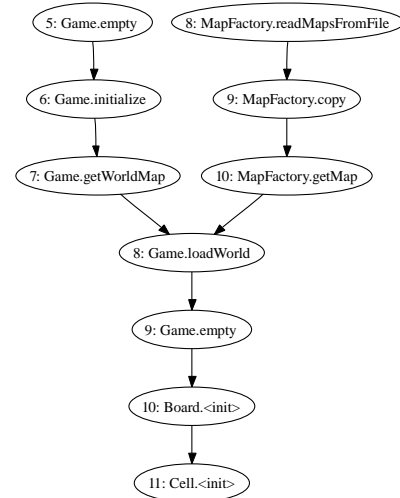 5: Game.empty
8: MapFactory.readMapsFromFile
6: Game.initialize
9: MapFactory.copy
7: Game.getWorldMap
10: MapFactory.getMap
8: Game.loadWorld
9: Game.empty
10: Board.<init>
11: Cell.<init>